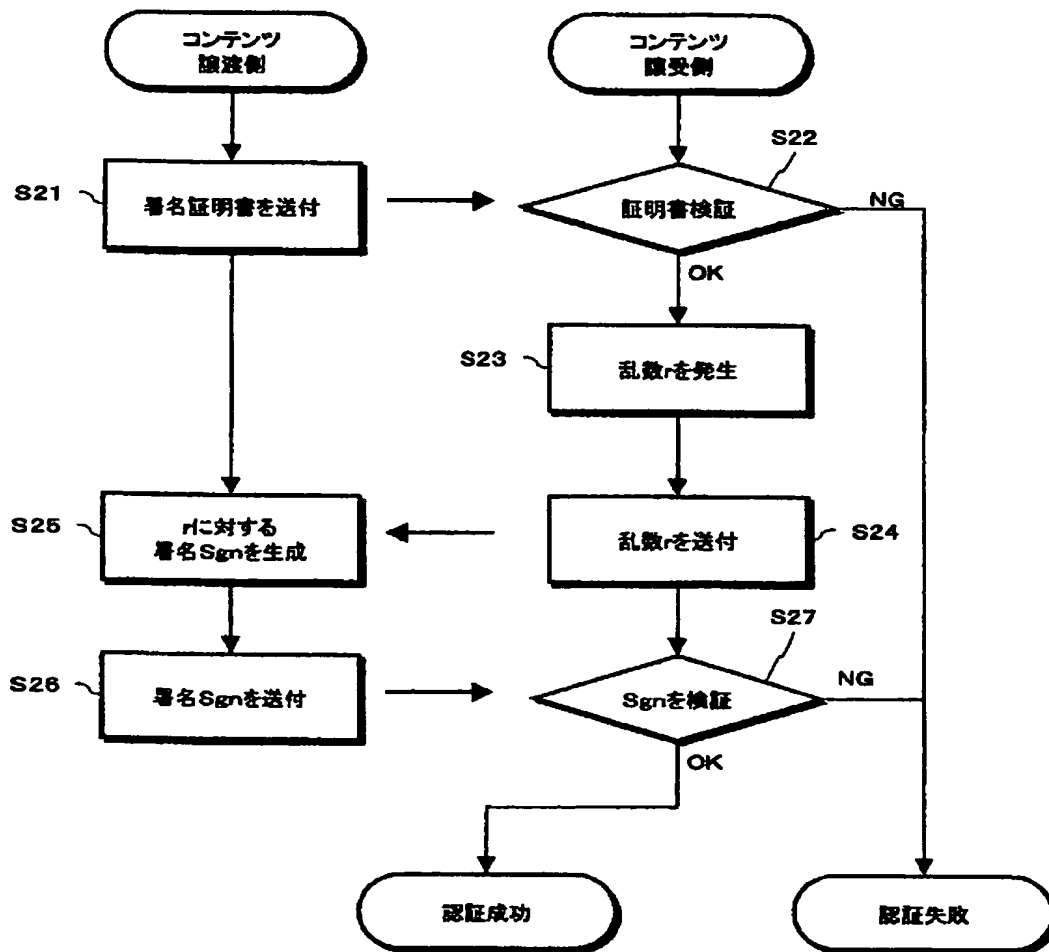 コンテンツ
譲渡側
コンテンツ
譲受側
S21
署名証明書を送付
S22
証明書検証
NG
OK
S23
乱数rを発生
S25
rに対する
署名Sgnを生成
乱数rを送付
S24
S27
S26
署名Sgnを送付
Sgnを検証
NG
OK
認証成功
認証失敗